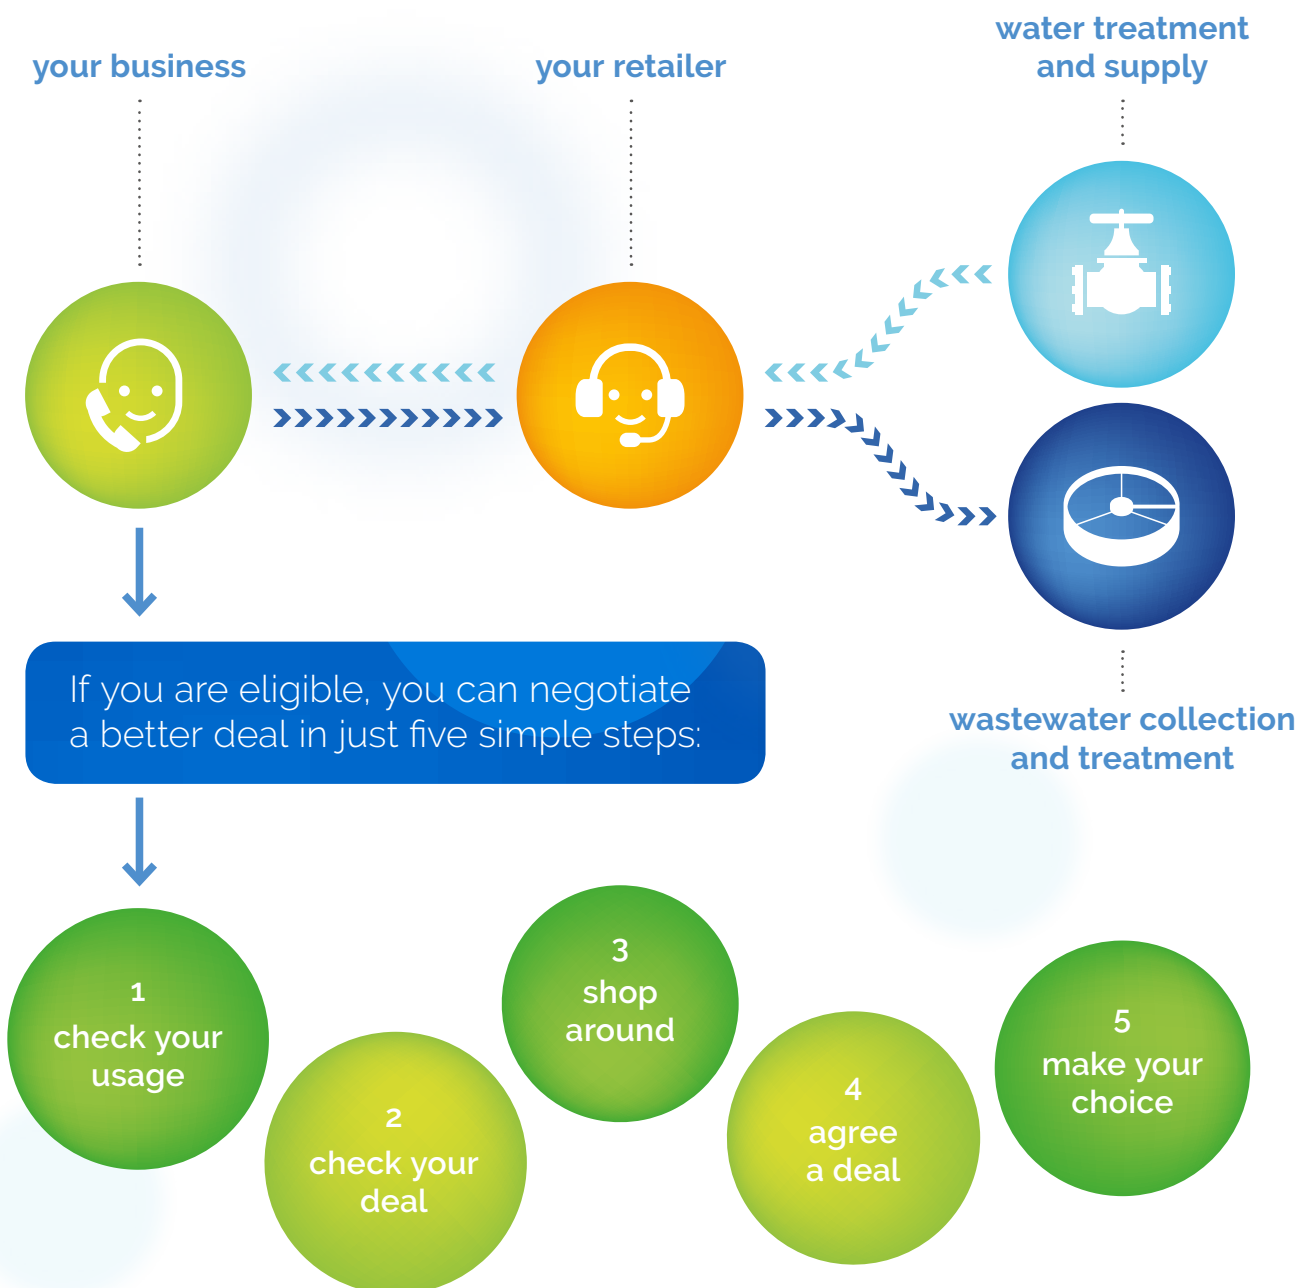 your business
your retailer
water treatment
and supply
wastewater collection
and treatment
If you are eligible, you can negotiate
a better deal in just five simple steps:
1
check your
usage
2
check your
deal
3
shop
around
4
agree
a deal
5
make your
choice